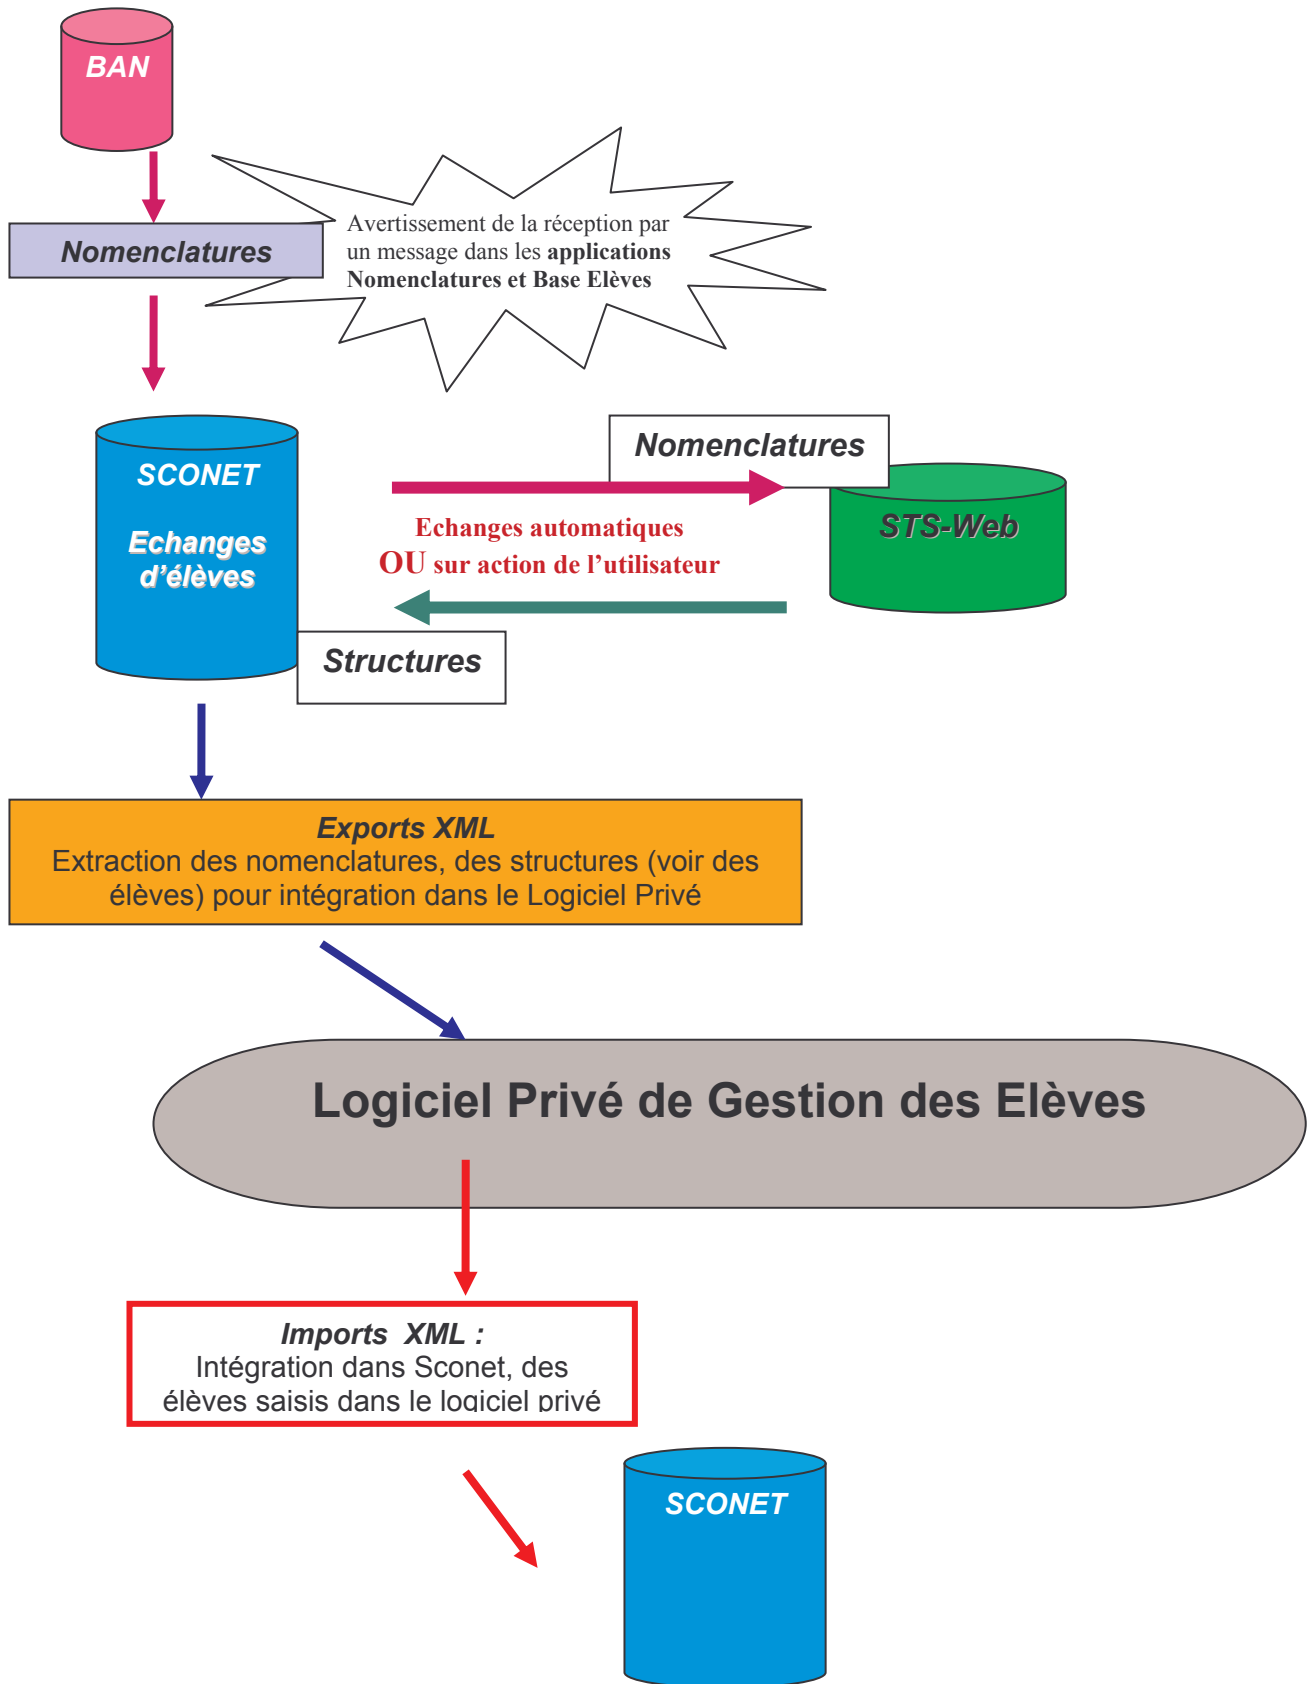 BAN
Avertissement de la réception par
un message dans les applications
Nomenclatures et Base Elèves
Nomenclatures
SCONET
Echanges
d'élèves
Nomenclatures
STS-Web
Echanges automatiques
OU sur action de l'utilisateur
Structures
Exports XML
Extraction des nomenclatures, des structures (voir des
élèves) pour intégration dans le Logiciel Privé
Logiciel Privé de Gestion des Elèves
Imports XML :
Intégration dans Sconet, des
élèves saisis dans le logiciel privé
SCONET